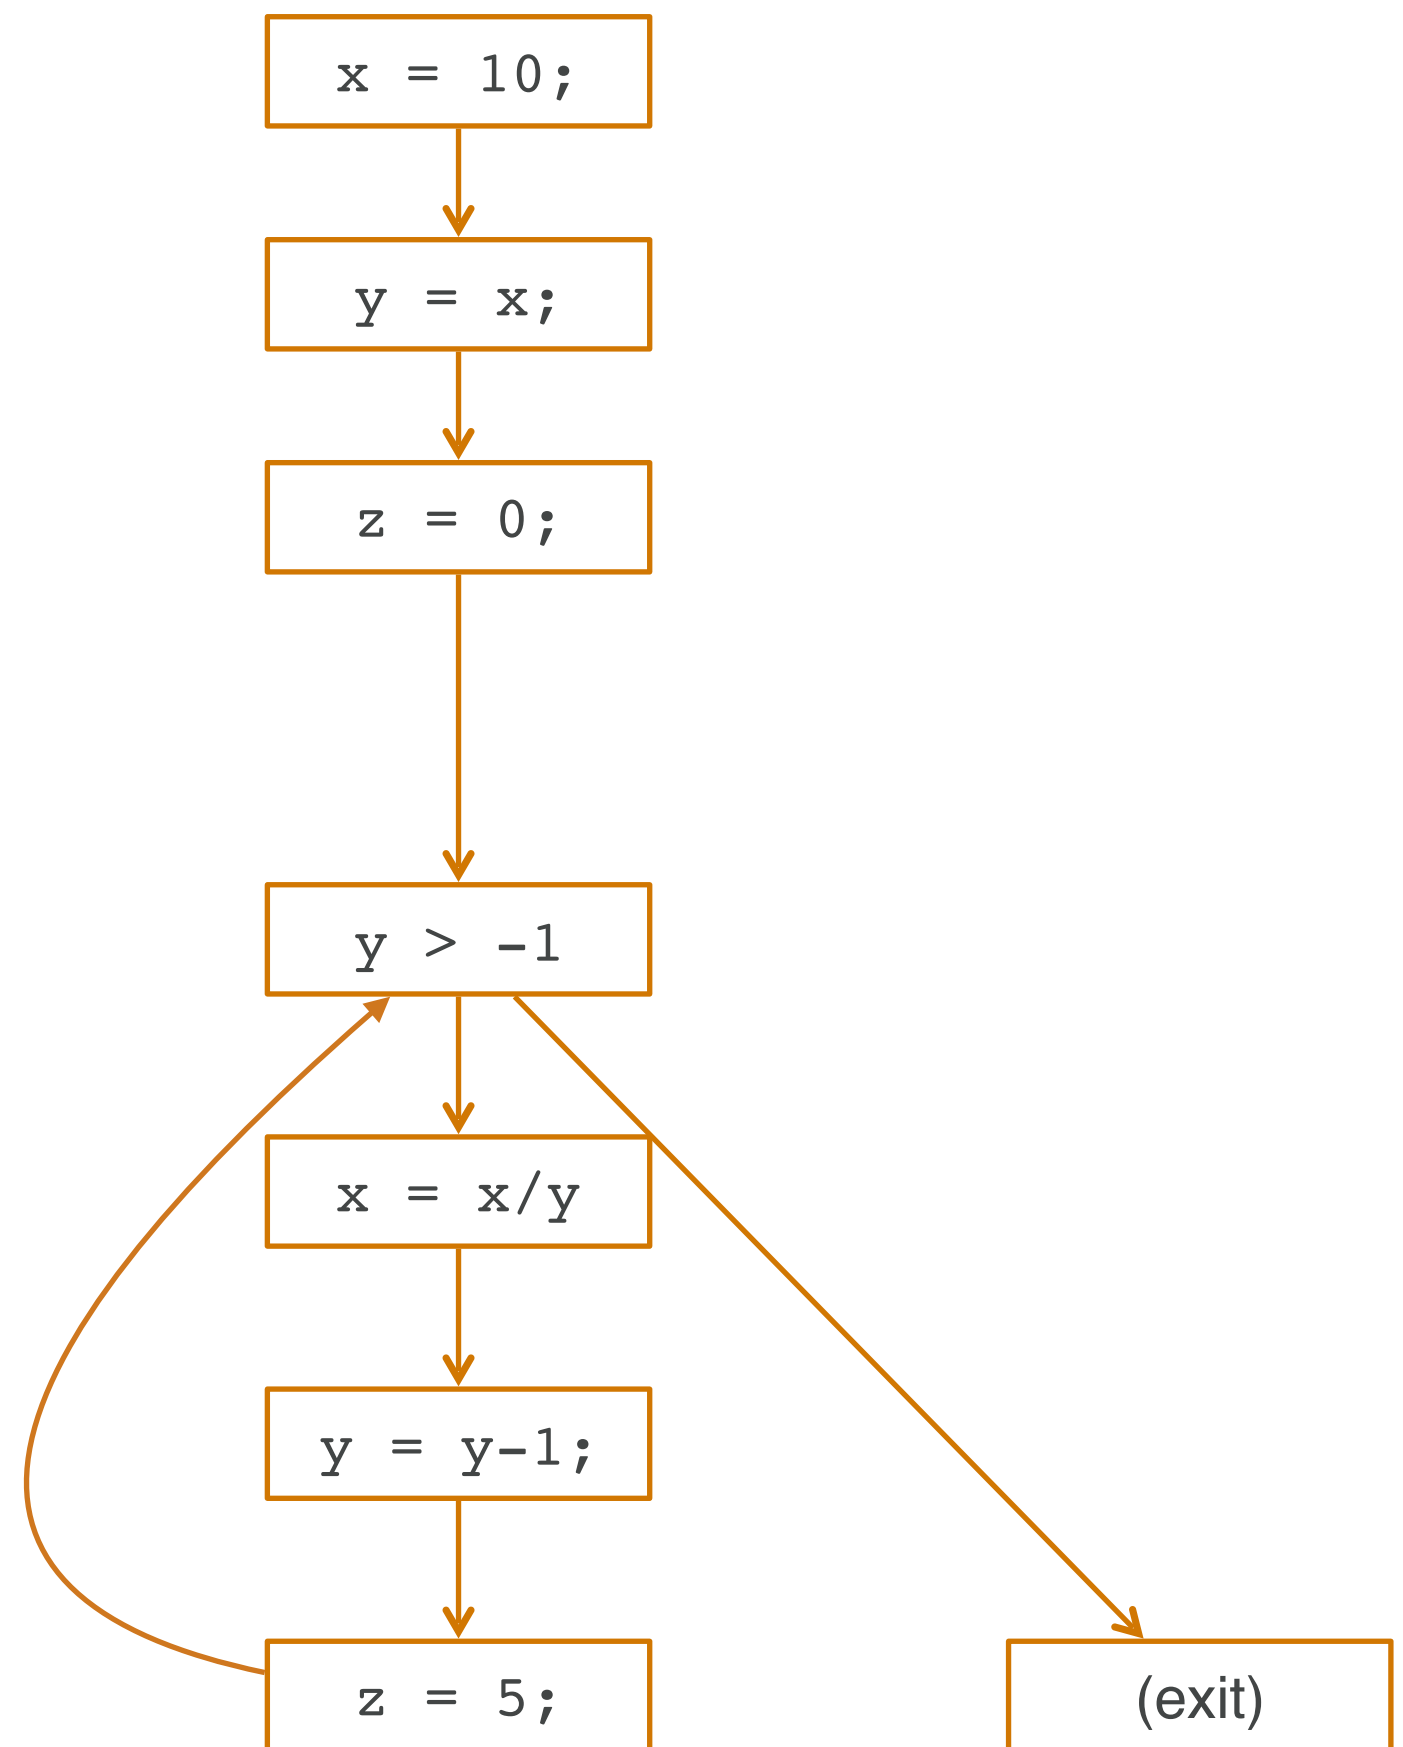 x = 10;
y = x;
z = 0;
y > -1
x = x/y
y = y-1;
z = 5;
(exit)